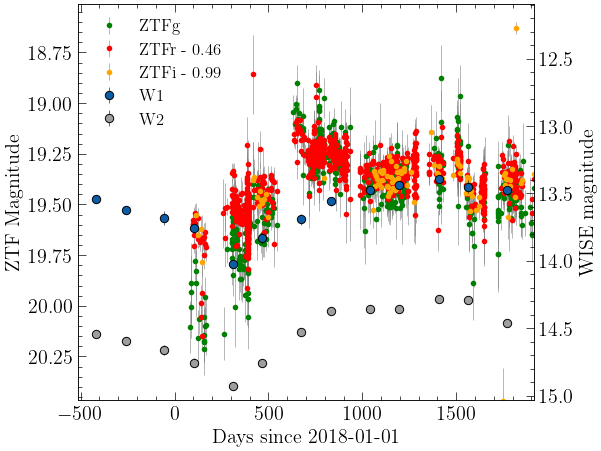 ZTFg
ZTFr - 0.46
ZTFi - 0.99
W1
W2
18.75
19.00
19.25
19.50
19.75
20.00
20.25
ZTF Magnitude
12.5
13.0
13.5
14.0
14.5
15.0
WISE magnitude
−500
0
500
1000
1500
Days since 2018-01-01